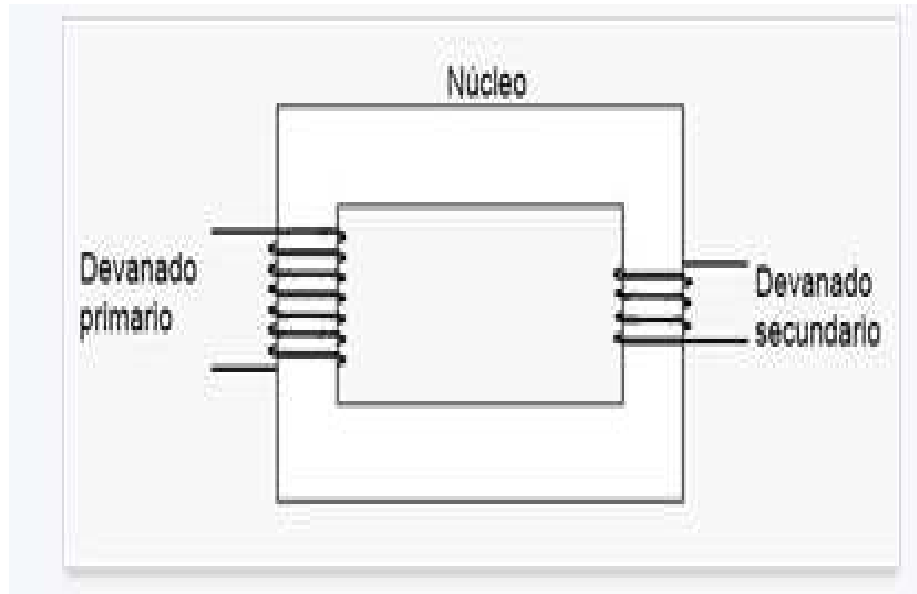 Núcleo
Devanado
primario
Devanado
secundario